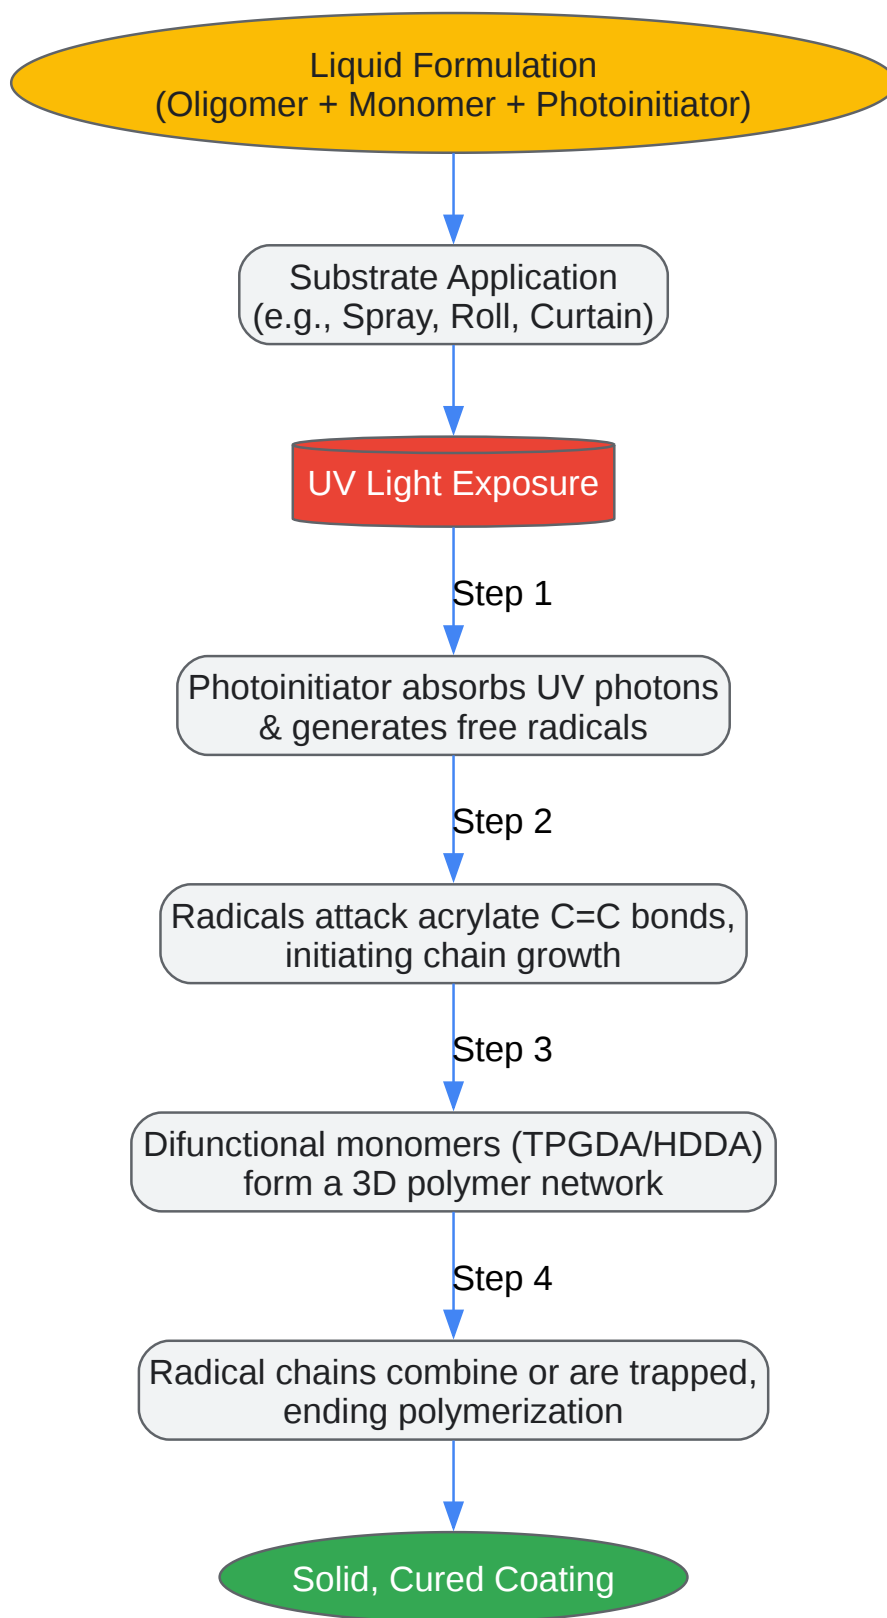 Liquid Formulation
(Oligomer + Monomer + Photoinitiator)
Substrate Application
(e.g., Spray, Roll, Curtain)
UV Light Exposure
Step 1
Photoinitiator absorbs UV photons
& generates free radicals
Step 2
Radicals attack acrylate C=C bonds,
initiating chain growth
Step 3
Difunctional monomers (TPGDA/HDDA)
form a 3D polymer network
Step 4
Radical chains combine or are trapped,
ending polymerization
Solid, Cured Coating